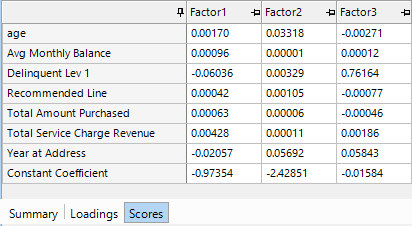 Factor1 Factor2 Factor3
age 0.00170 0.03318 -0.00271
Avg Monthly Balance 0.00096 0.00001 0.00012
Delinquent Lev 1 -0.06036 0.00329 0.76164
Recommended Line 0.00042 0.00105 -0.00077
Total Amount Purchased 0.00063 0.00006 -0.00046
Total Service Charge Revenue 0.00428 0.00011 0.00186
Year at Address -0.02057 0.05692 0.05843
Constant Coefficient -0.97354 -2.42851 -0.01584
Summary Loadings Scores